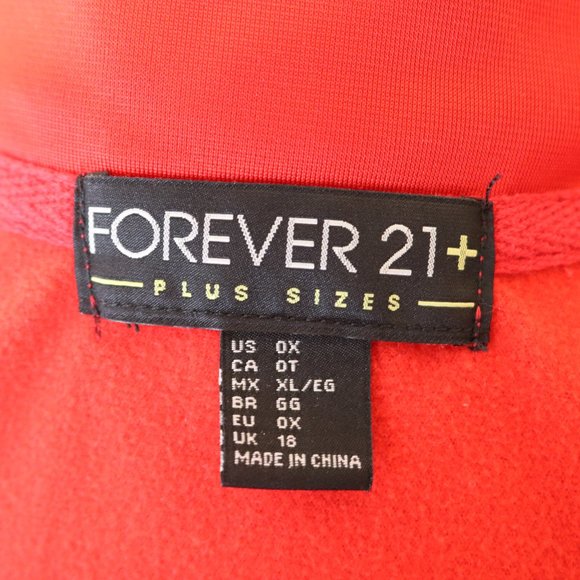 FOREVER 21+
PLUS SIZES
US 0X
CA 0T
MX XL/EG
BR GG
EU 0X
UK 18
MADE IN CHINA